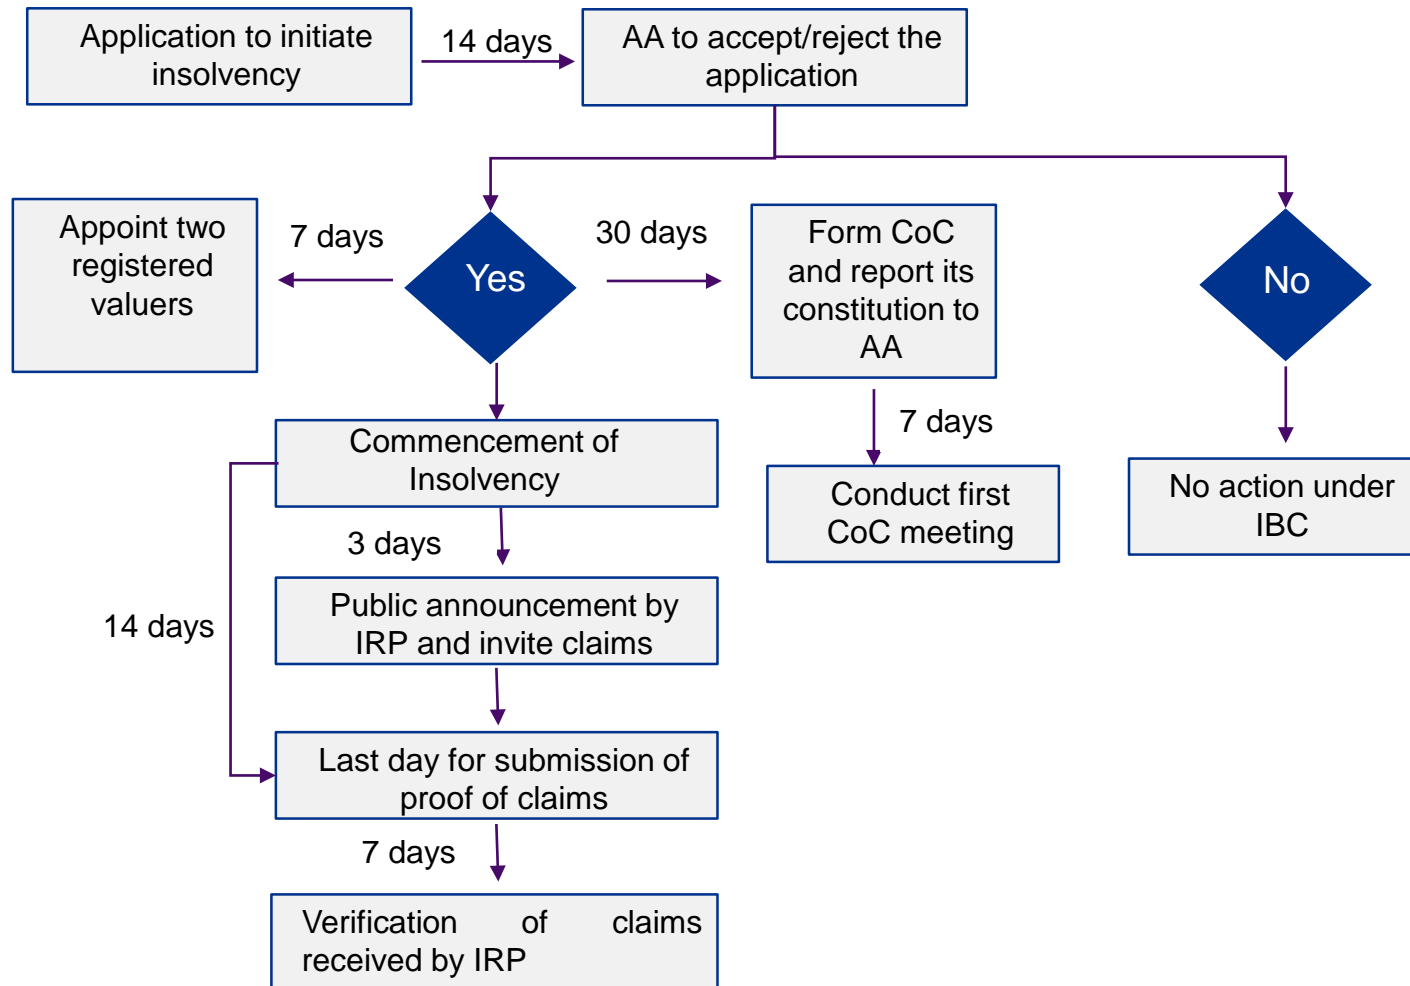 Application to initiate
insolvency
14 days
AA to accept/reject the
application
Appoint two
registered
valuers
7 days
Yes
30 days
Form CoC
and report its
constitution to
AA
No
7 days
Commencement of
Insolvency
Conduct first
CoC meeting
No action under
IBC
3 days
14 days
Public announcement by
IRP and invite claims
Last day for submission of
proof of claims
7 days
Verification of claims
received by IRP